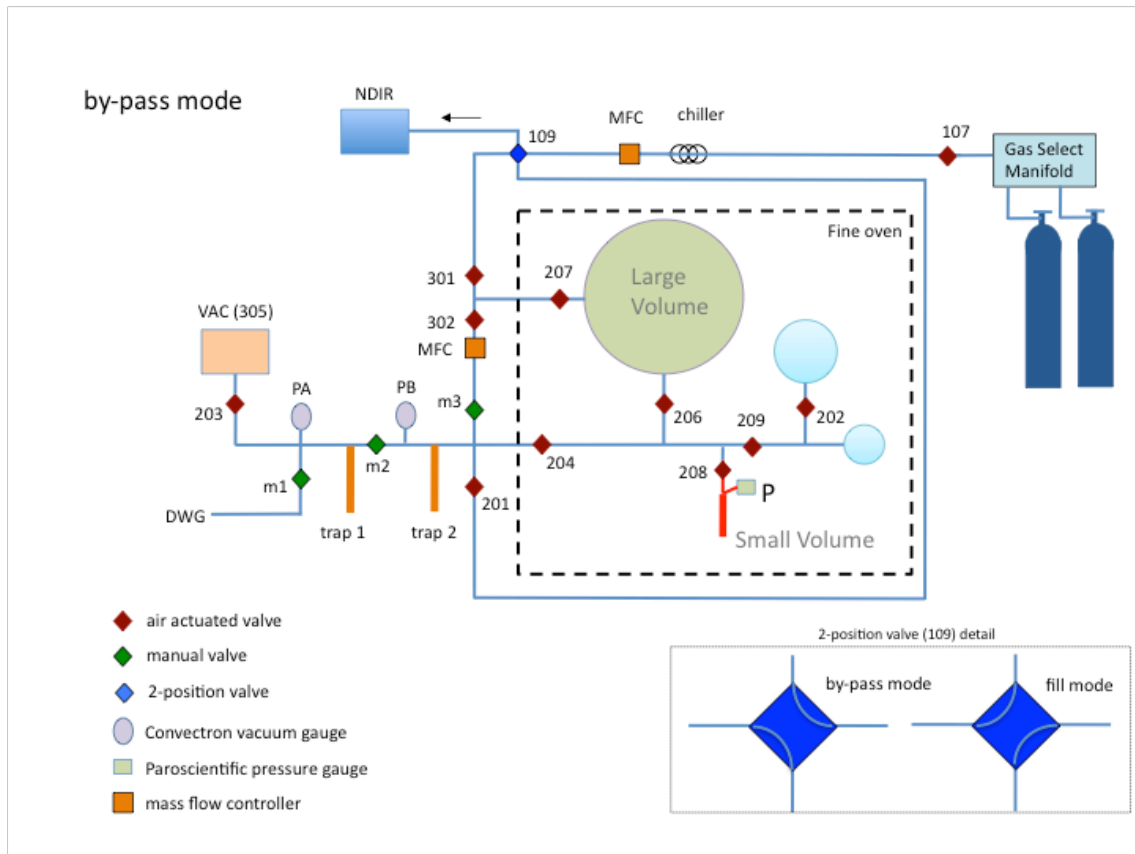 by-pass mode
NDIR
109
MFC
chiller
107
Gas Select
Manifold
Fine oven
301
207
Large
Volume
VAC (305)
302
MFC
PA
PB
m3
203
206
209
202
m2
204
208
P
m1
201
DWG
trap 1
trap 2
Small Volume
air actuated valve
manual valve
2-position valve
Convectron vacuum gauge
Paroscientific pressure gauge
mass flow controller
2-position valve (109) detail
by-pass mode
fill mode